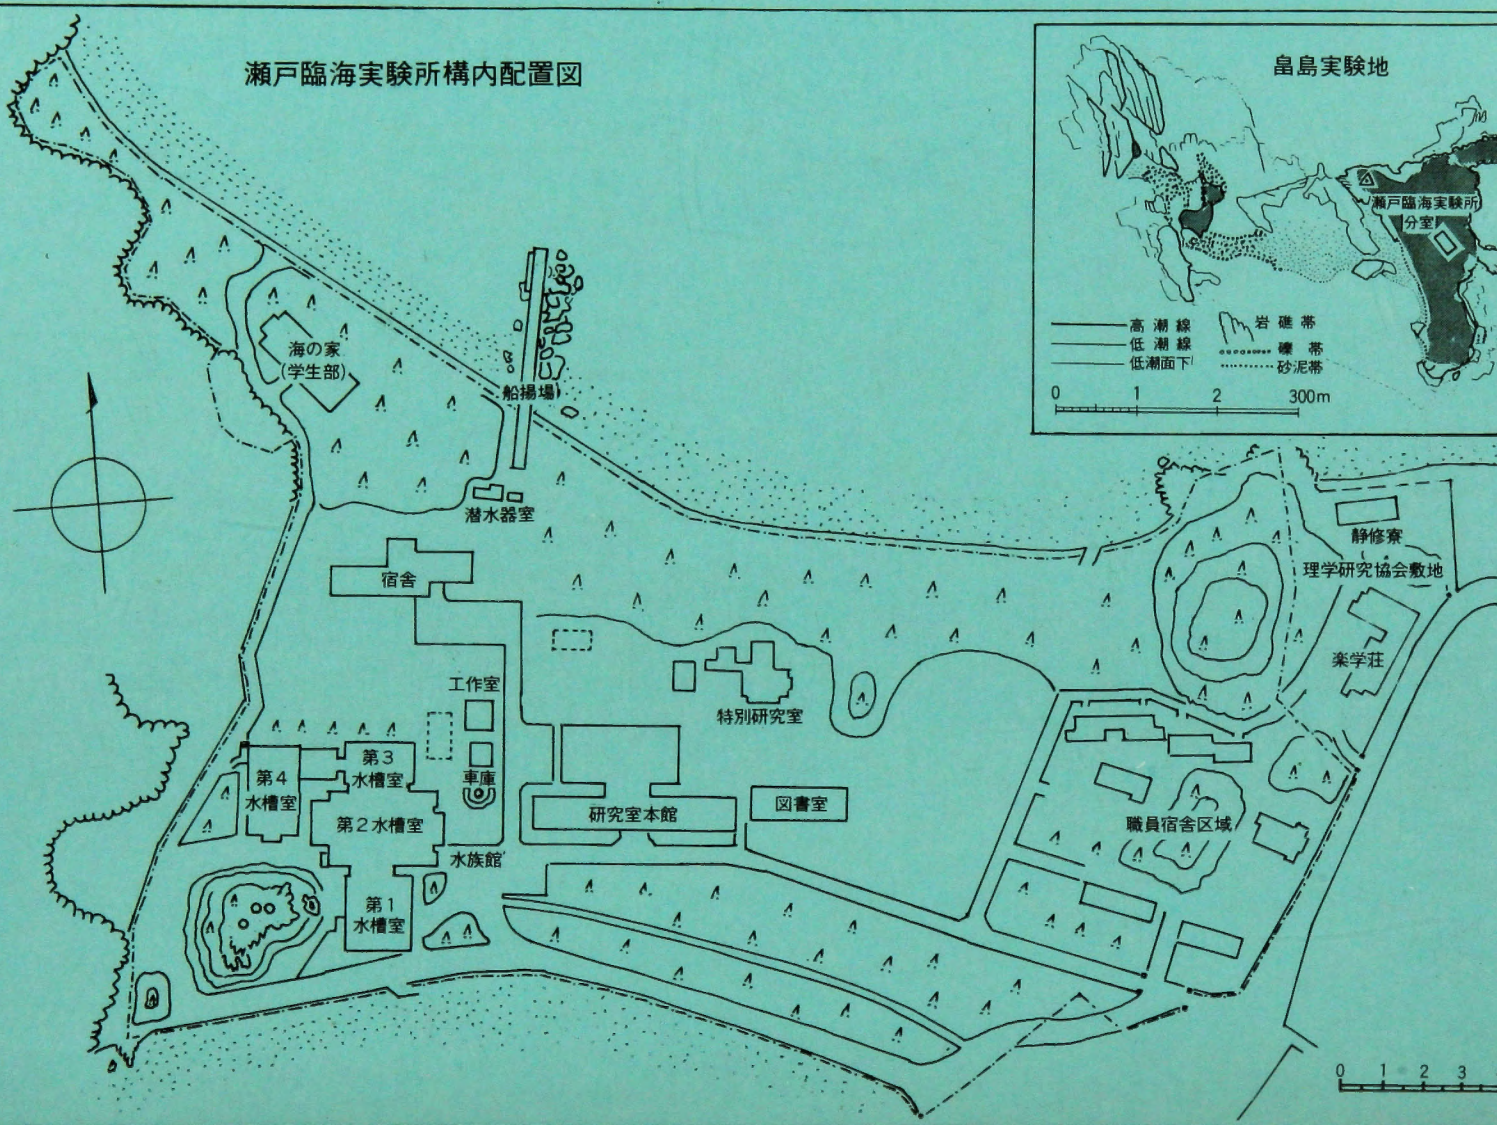 瀬戸臨海実験所構内配置図
畠島実験地
瀬戸臨海実験所
分室
高潮線
低潮線
低潮面下
岩礁帯
礫帯
砂泥帯
0 1 2 300m
海の家
(学生部)
船揚場
潜水器室
宿舎
静修寮
理学研究協会敷地
楽学荘
工作室
特別研究室
車庫
第3
水槽室
第4
水槽室
第2水槽室
水族館
第1
水槽室
研究室本館
図書室
職員宿舎区域
0 1 2 3